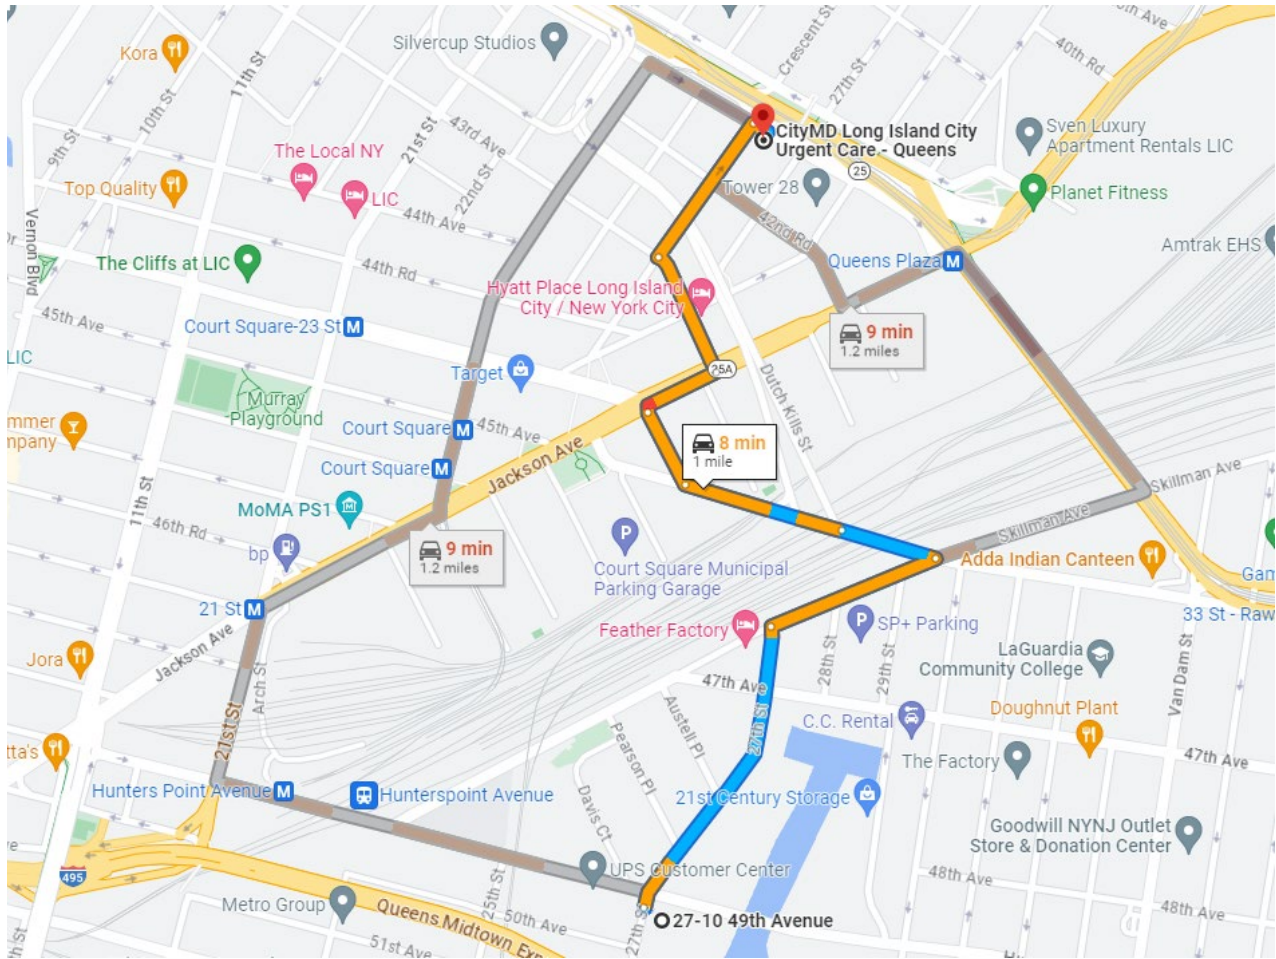 Silvercup Studios
Kora
11th St
10th St
9th St
Crescent St
27th St
40th Ave
40th Rd
43rd Ave
21st St
22nd St
CityMD Long Island City
Urgent Care - Queens
Sven Luxury
Apartment Rentals LIC
25
Planet Fitness
The Local NY
LIC
Top Quality
44th Ave
Tower 28
42nd Rd
Vernon Blvd
The Cliffs at LIC
44th Rd
Queens Plaza
M
Amtrak EHS
Hyatt Place Long Island
City / New York City
45th Ave
Court Square-23 St
M
9 min
1.2 miles
LIC
Target
25A
Dutch Kills St
Murray
Playground
Court Square
M
45th Ave
mmer
mpany
8 min
1 mile
Court Square
M
Jackson Ave
Skillman Ave
11th St
MoMA PS1
46th Rd
Skillman Ave
bp
P
9 min
1.2 miles
Court Square Municipal
Parking Garage
Adda Indian Canteen
Gam
21 St
M
Feather Factory
P
SP+ Parking
33 St - Raw
Jackson Ave
Jora
LaGuardia
Community College
Arch St
28th St
29th St
Van Dam St
47th Ave
21st St
Austell Pl
27th St
C.C. Rental
Doughnut Plant
tta's
Pearson Pl
The Factory
47th Ave
Hunters Point Avenue
M
Hunterspoint Avenue
21st Century Storage
Davis Ct
Goodwill NYNJ Outlet
Store & Donation Center
495
UPS Customer Center
48th Ave
25th St
Metro Group
Queens Midtown Exp
50th Ave
27th S
27-10 49th Avenue
48th Ave
51st Ave